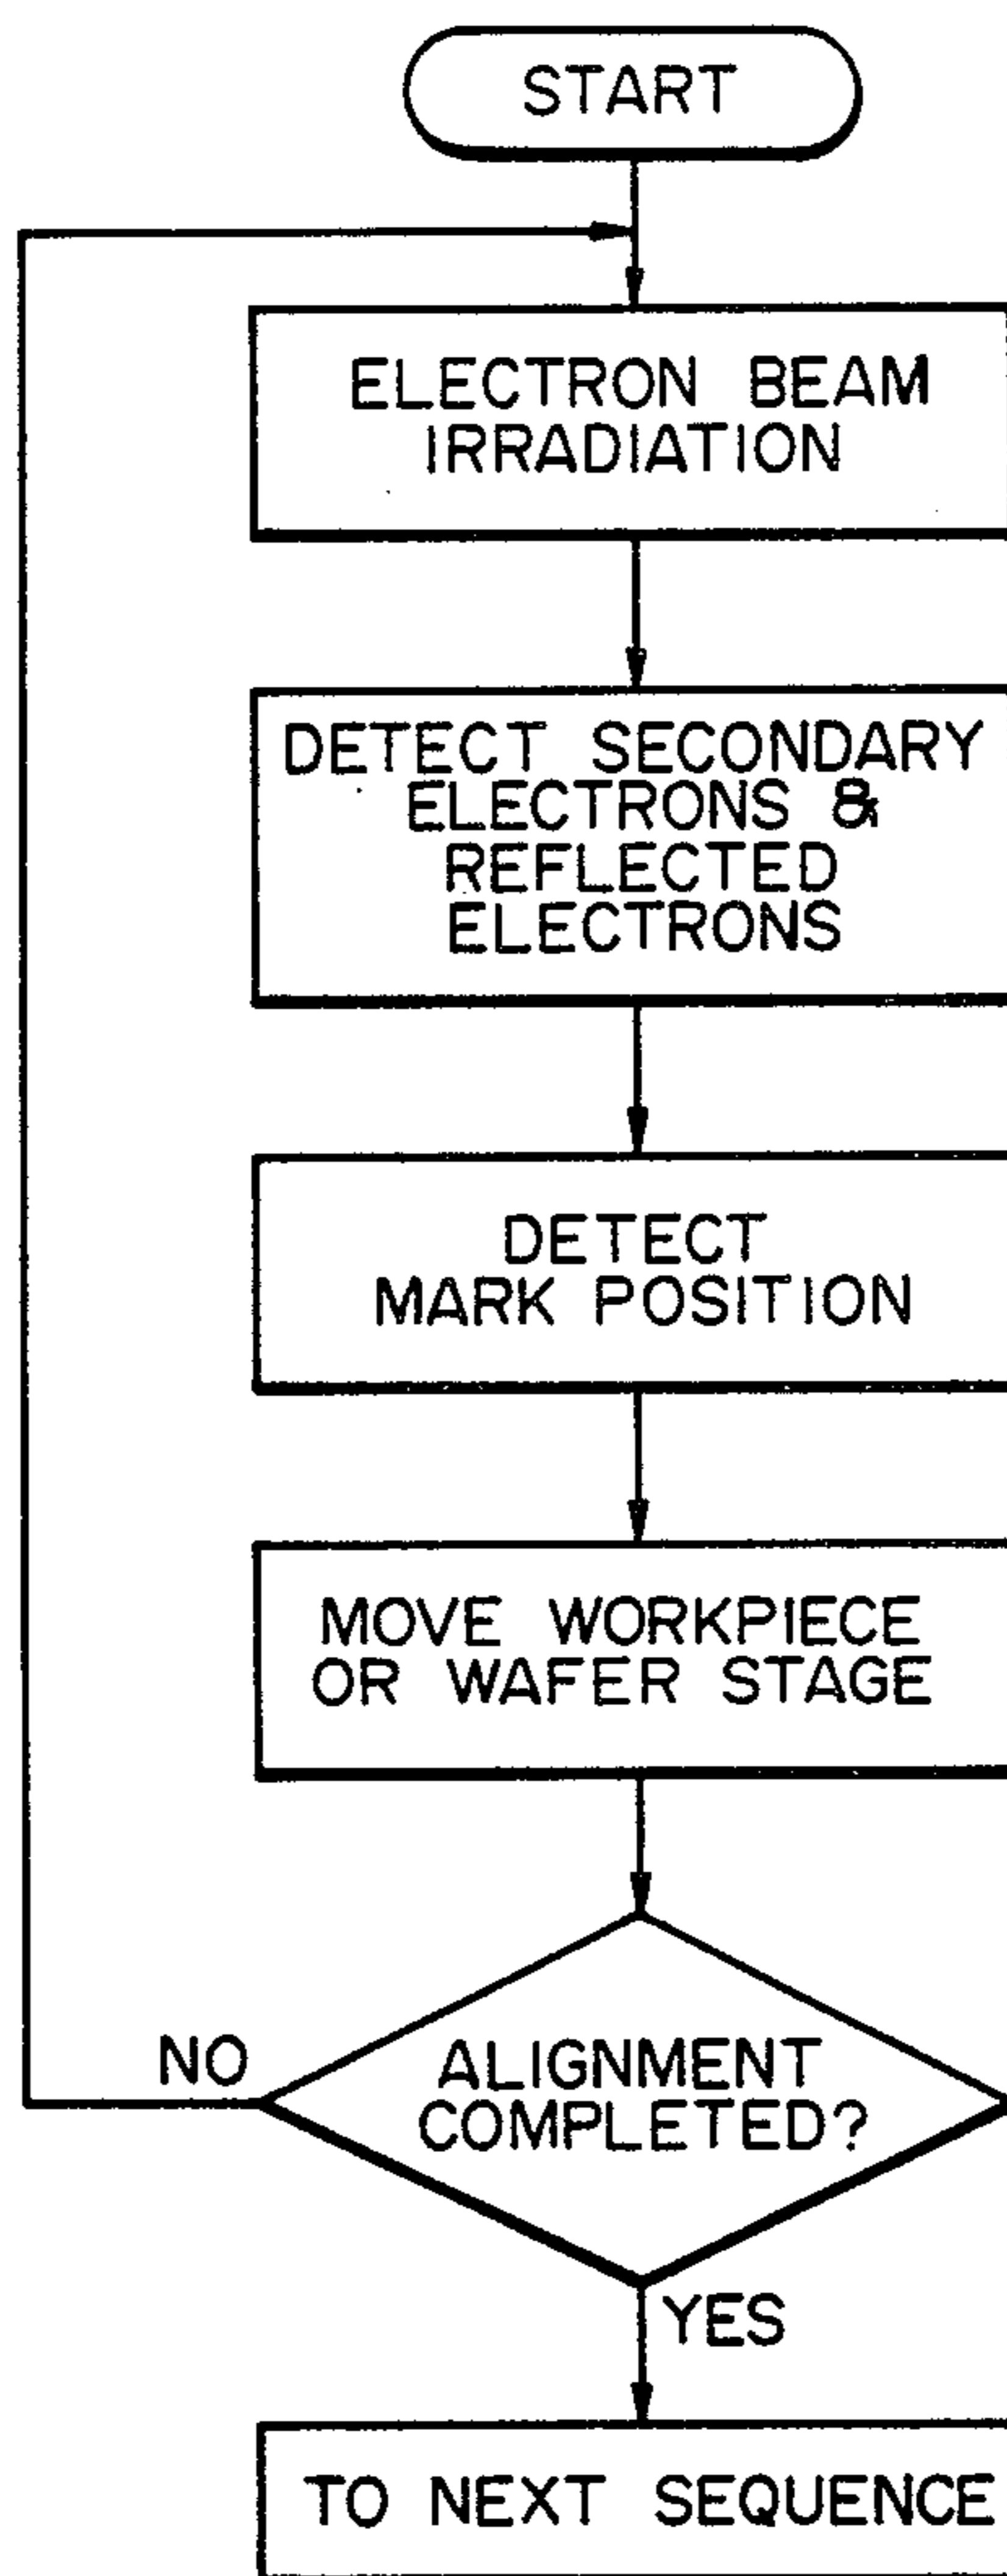 START
ELECTRON BEAM
IRRADIATION
DETECT SECONDARY
ELECTRONS &
REFLECTED
ELECTRONS
DETECT
MARK POSITION
MOVE WORKPIECE
OR WAFER STAGE
ALIGNMENT
COMPLETED?
NO
YES
TO NEXT SEQUENCE